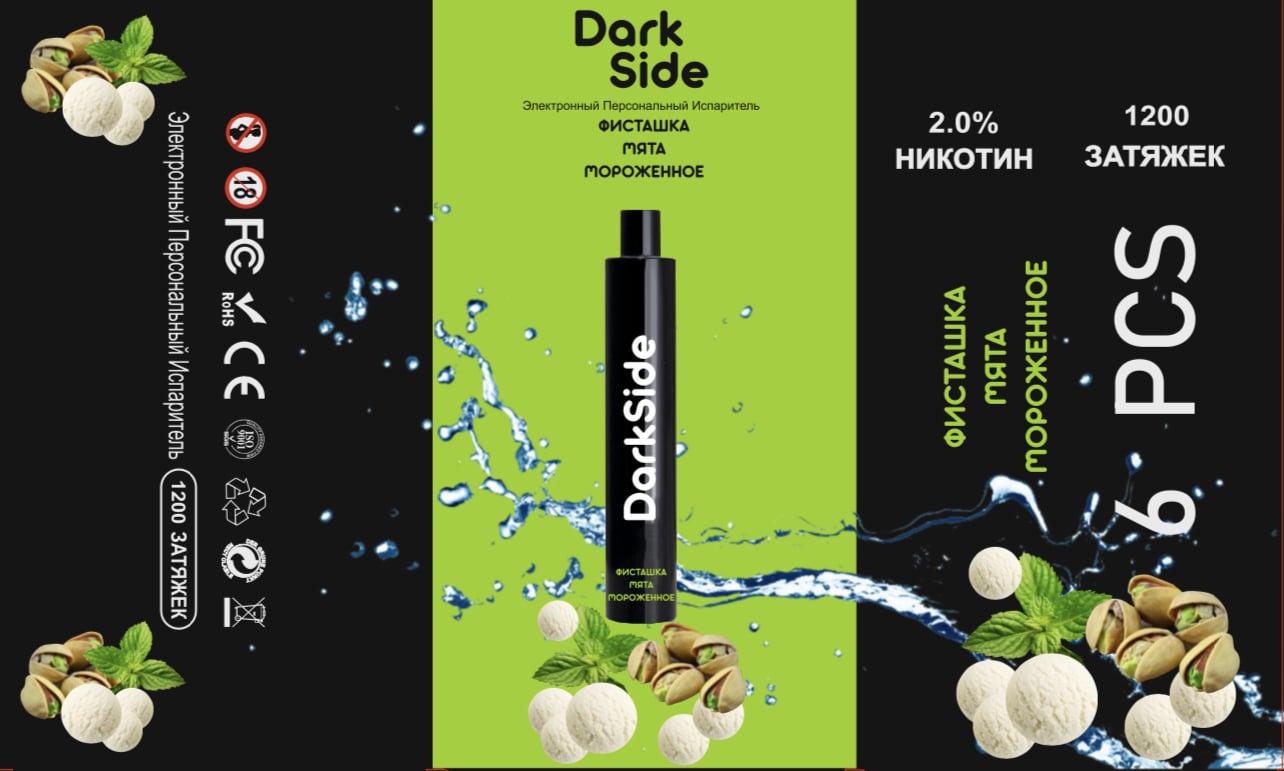 Электронный Персональный Испаритель
1200 ЗАТЯЖЕК
18
FC
RoHS
CE
ISO
Dark
Side
Электронный Персональный Испаритель
ФИСТАШКА
МЯТА
МОРОЖЕННОЕ
DarkSide
ФИСТАШКА
МЯТА
МОРОЖЕННОЕ
2.0%
НИКОТИН
1200
ЗАТЯЖЕК
ФИСТАШКА
МЯТА
МОРОЖЕННОЕ
6 PCS